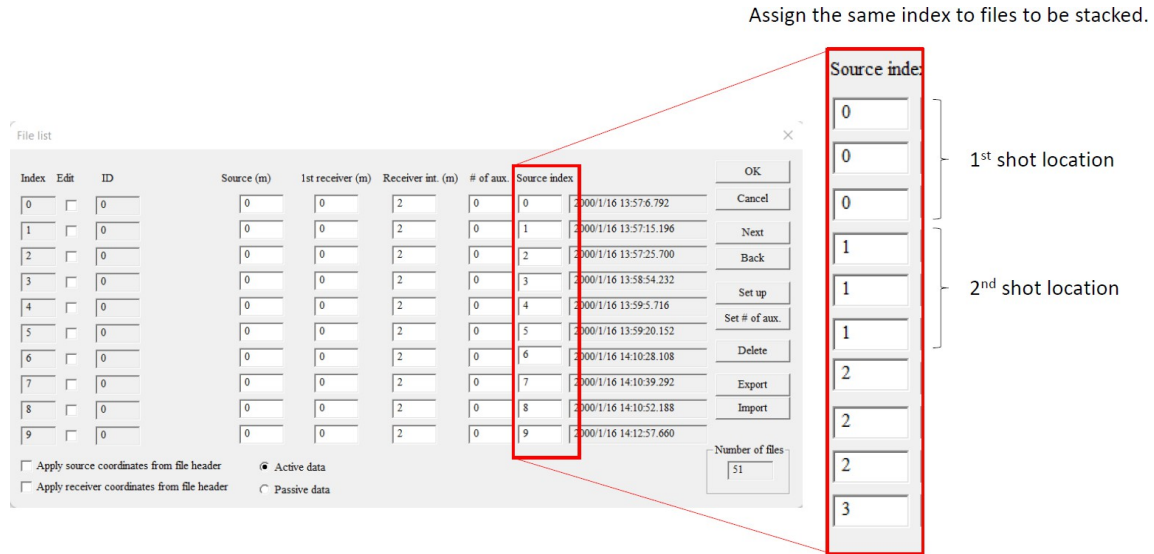 Assign the same index to files to be stacked.
File list
Index Edit ID Source (m) 1st receiver (m) Receiver int. (m) # of aux. Source index
0 0 0 0 2 0 0 2000/1/16 13:57:6.792
1 0 0 0 2 0 1 2000/1/16 13:57:15.196
2 0 0 0 2 0 2 2000/1/16 13:57:25.700
3 0 0 0 2 0 3 2000/1/16 13:58:54.232
4 0 0 0 2 0 4 2000/1/16 13:59:5.716
5 0 0 0 2 0 5 2000/1/16 13:59:20.152
6 0 0 0 2 0 6 2000/1/16 14:10:28.108
7 0 0 0 2 0 7 2000/1/16 14:10:39.292
8 0 0 0 2 0 8 2000/1/16 14:10:52.188
9 0 0 0 2 0 9 2000/1/16 14:12:57.660
Apply source coordinates from file header
Apply receiver coordinates from file header
Active data
Passive data
OK
Cancel
Next
Back
Set up
Set # of aux.
Delete
Export
Import
Number of files
51
Source inde
0
0
0
1
1
1
2
2
2
3
1st shot location
2nd shot location